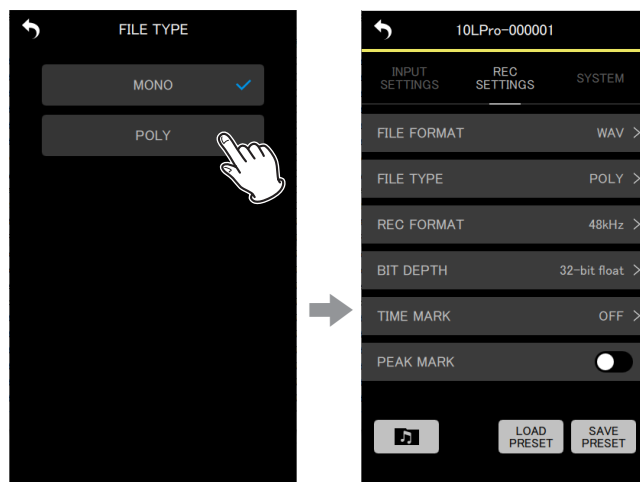 FILE TYPE
MONO
POLY
10LPro-000001
INPUT
SETTINGS
REC
SETTINGS
SYSTEM
FILE FORMAT WAV
FILE TYPE POLY
REC FORMAT 48kHz
BIT DEPTH 32-bit float
TIME MARK OFF
PEAK MARK
LOAD
PRESET
SAVE
PRESET